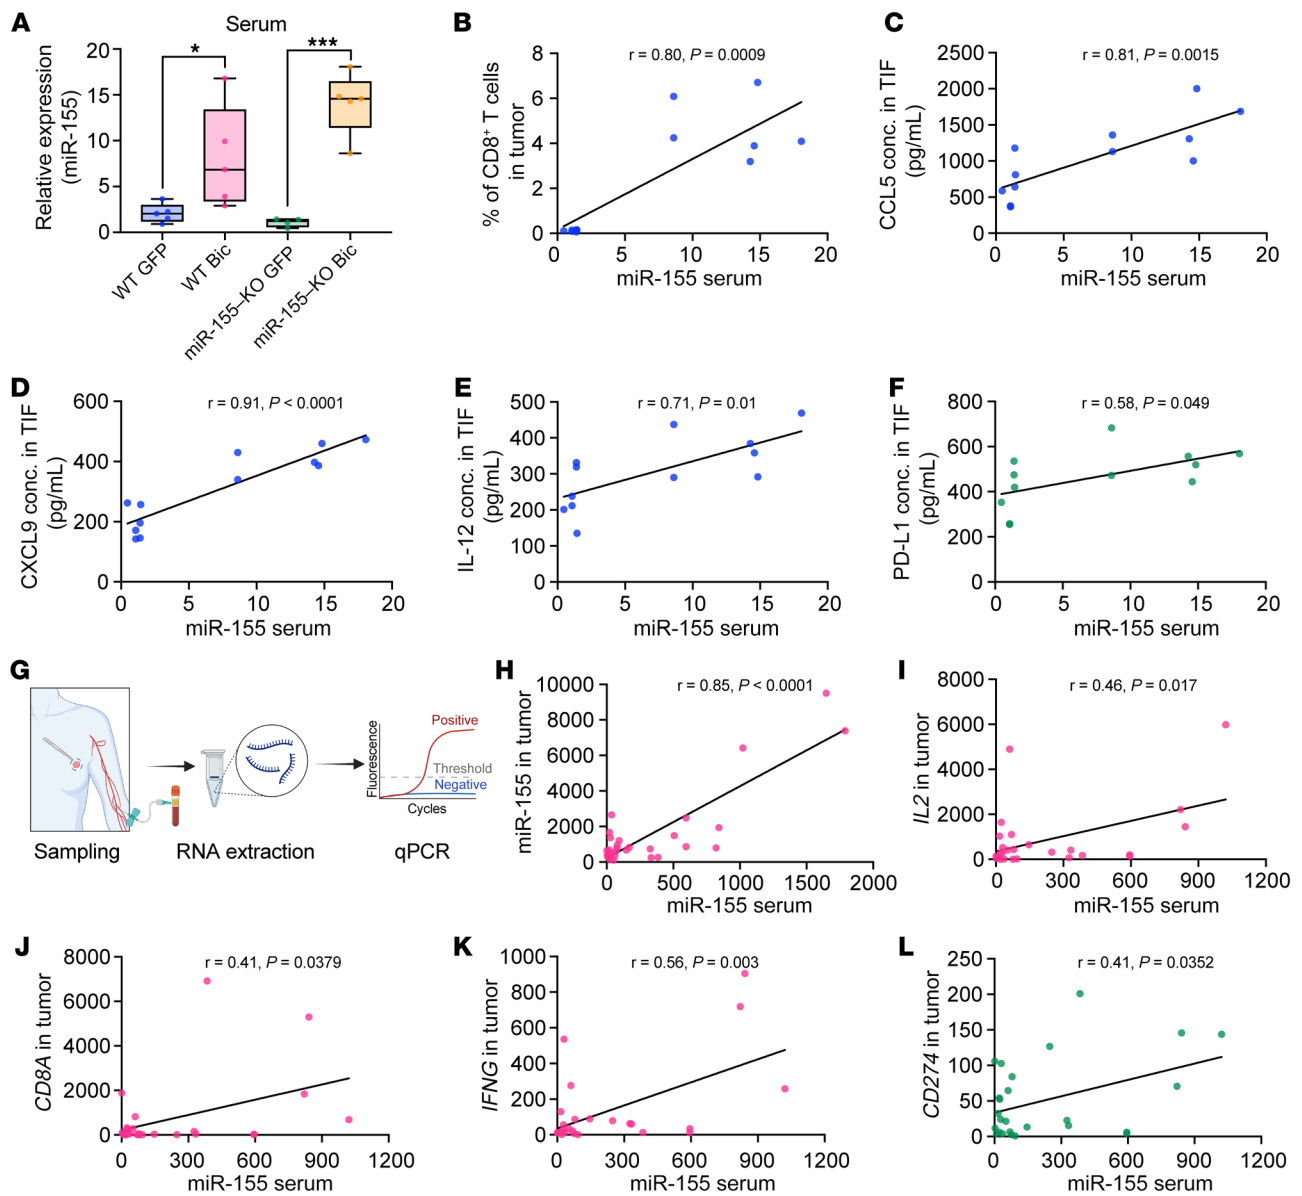 A
Serum
Relative expression
(miR-155)
20
15
10
5
0
*
***
WT GFP
WT Bic
miR-155–KO GFP
miR-155–KO Bic
B
r = 0.80, P = 0.0009
% of CD8+ T cells
in tumor
8
6
4
2
0
0 5 10 15 20
miR-155 serum
C
r = 0.81, P = 0.0015
CCL5 conc. in TIF
(pg/mL)
2500
2000
1500
1000
500
0
0 5 10 15 20
miR-155 serum
D
r = 0.91, P < 0.0001
CXCL9 conc. in TIF
(pg/mL)
600
400
200
0
0 5 10 15 20
miR-155 serum
E
r = 0.71, P = 0.01
IL-12 conc. in TIF
(pg/mL)
500
400
300
200
100
0
0 5 10 15 20
miR-155 serum
F
r = 0.58, P = 0.049
PD-L1 conc. in TIF
(pg/mL)
800
600
400
200
0
0 5 10 15 20
miR-155 serum
G
Fluorescence
Positive
Threshold
Negative
Cycles
Sampling
RNA extraction
qPCR
H
r = 0.85, P < 0.0001
miR-155 in tumor
10000
8000
6000
4000
2000
0
0 500 1000 1500 2000
miR-155 serum
I
r = 0.46, P = 0.017
IL2 in tumor
8000
6000
4000
2000
0
0 300 600 900 1200
miR-155 serum
J
r = 0.41, P = 0.0379
CD8A in tumor
8000
6000
4000
2000
0
0 300 600 900 1200
miR-155 serum
K
r = 0.56, P = 0.003
IFNG in tumor
1000
800
600
400
200
0
0 300 600 900 1200
miR-155 serum
L
r = 0.41, P = 0.0352
CD274 in tumor
250
200
150
100
50
0
0 300 600 900 1200
miR-155 serum